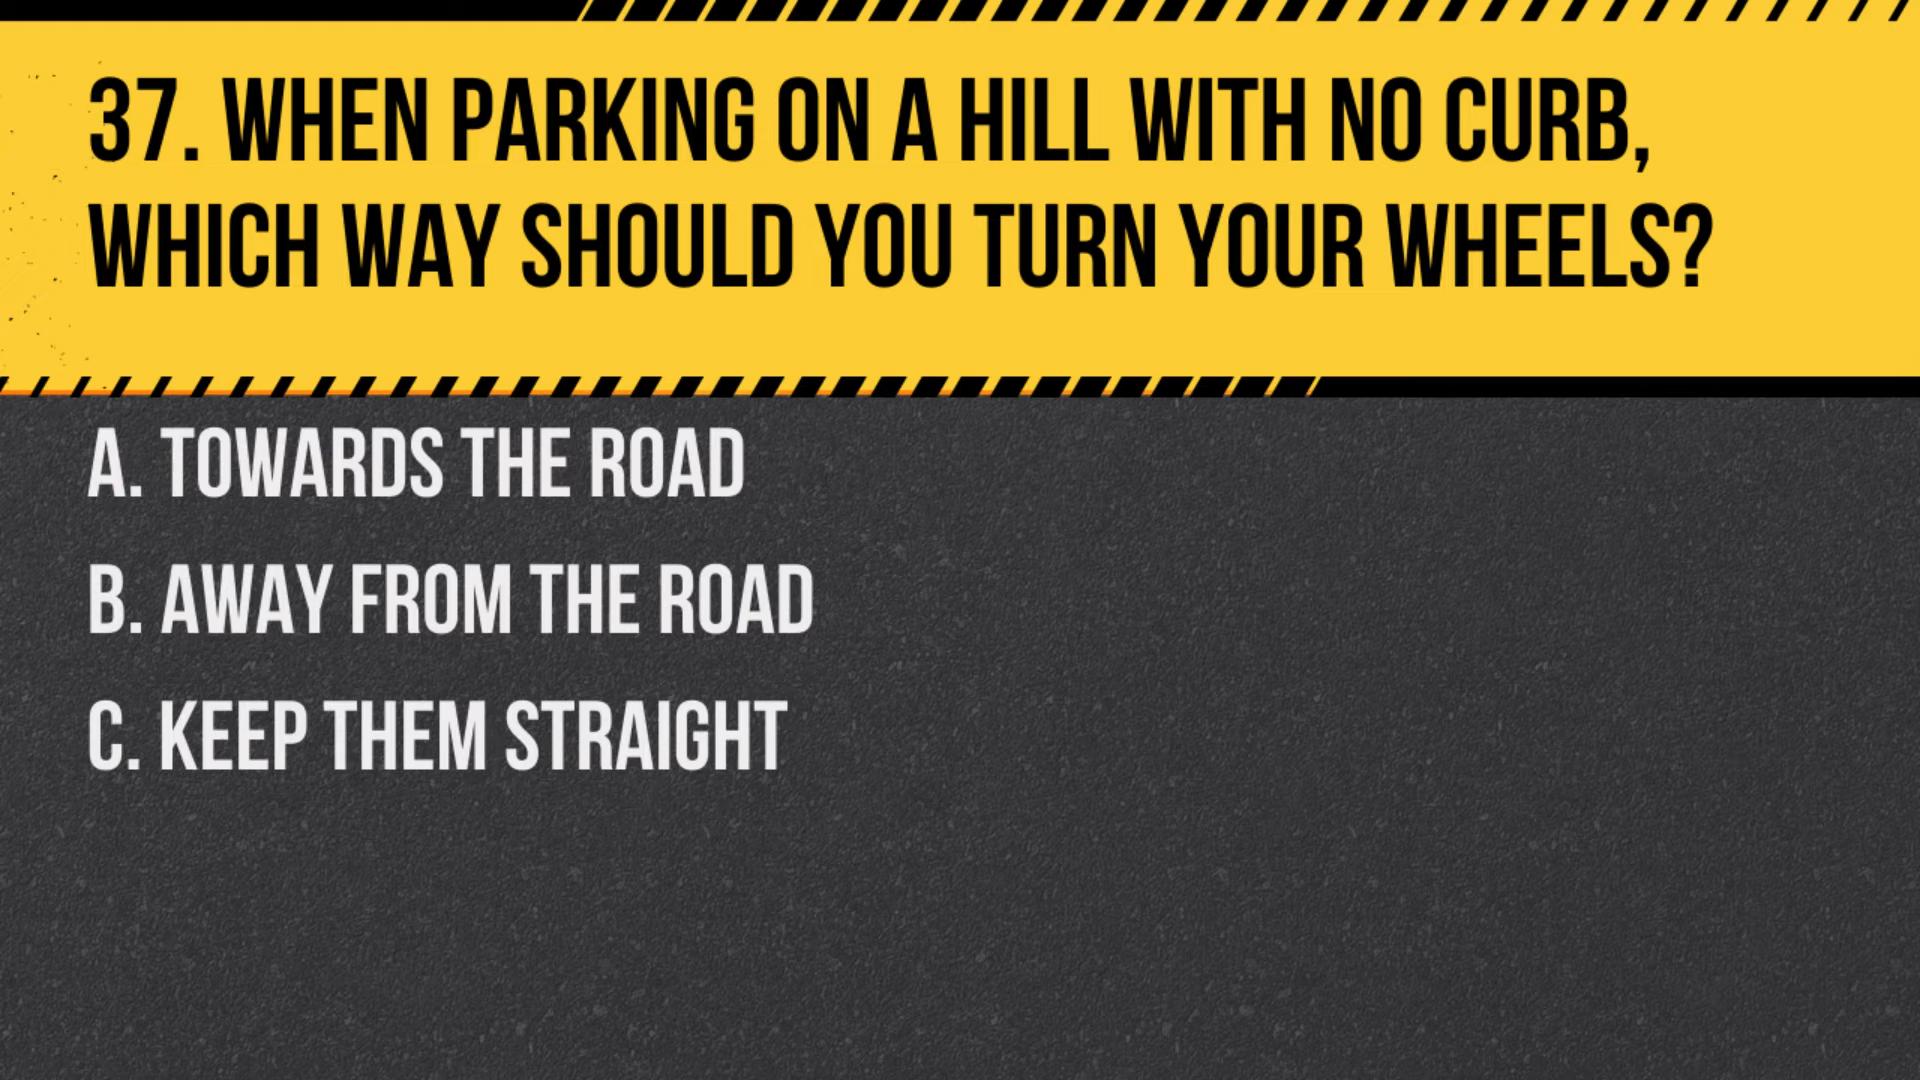 37. WHEN PARKING ON A HILL WITH NO CURB,
WHICH WAY SHOULD YOU TURN YOUR WHEELS?
A. TOWARDS THE ROAD
B. AWAY FROM THE ROAD
C. KEEP THEM STRAIGHT